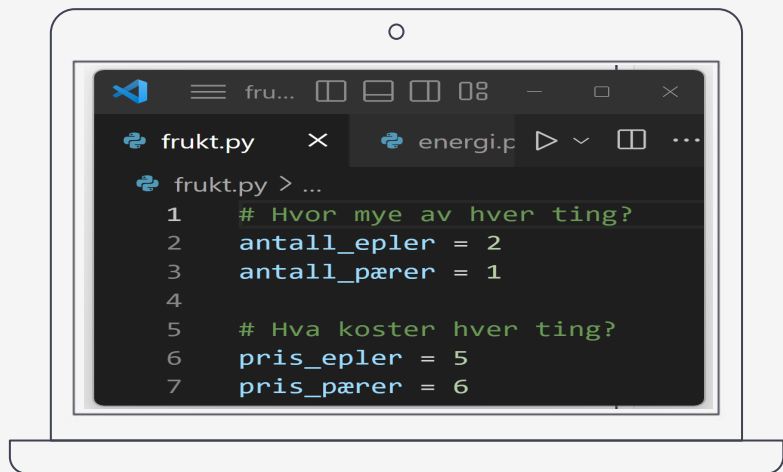 fru...
frukt.py energi.p
frukt.py > ...
1 # Hvor mye av hver ting?
2 antall_epler = 2
3 antall_pærer = 1
4
5 # Hva koster hver ting?
6 pris_epler = 5
7 pris_pærer = 6